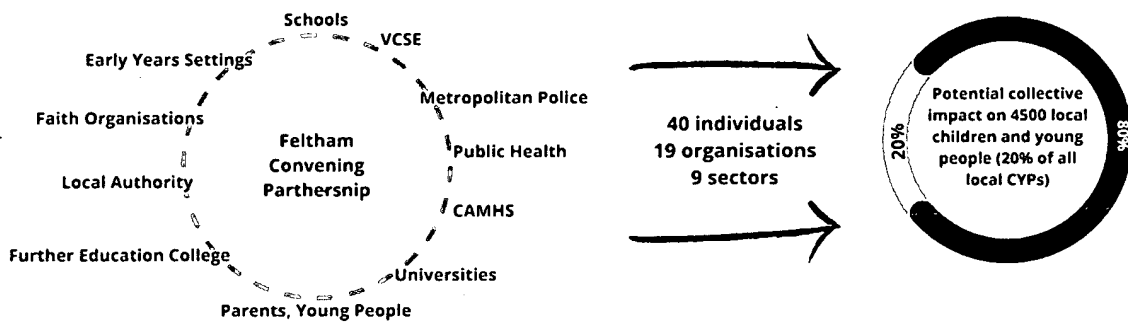 Schools
VCSE
Early Years Settings
Metropolitan Police
Faith Organisations
Public Health
Local Authority
CAMHS
Further Education College
Universities
Parents, Young People
Feltham
Convening
Parthersnip
40 individuals
19 organisations
9 sectors
20%
Potential collective
impact on 4500 local
children and young
people (20% of all
local CYPs)
80%